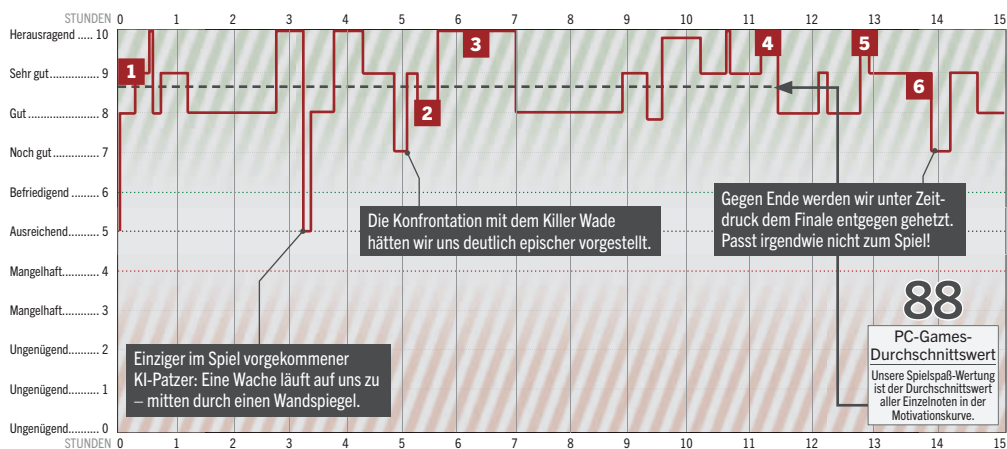 STUNDEN 0 1 2 3 4 5 6 7 8 9 10 11 12 13 14 15
Herausragend ..... 10
Sehr gut............... 9
Gut....................... 8
Noch gut.............. 7
Befriedigend ........ 6
Ausreichend......... 5
Mangelhaft........... 4
Mangelhaft........... 3
Ungenügend......... 2
Ungenügend......... 1
Ungenügend......... 0
STUNDEN 0 1 2 3 4 5 6 7 8 9 10 11 12 13 14 15
1
2
3
4
5
6
Einziger im Spiel vorgekommener
KI-Patzer: Eine Wache läuft auf uns zu
– mitten durch einen Wandspiegel.
Die Konfrontation mit dem Killer Wade
hätten wir uns deutlich epischer vorgestellt.
Gegen Ende werden wir unter Zeit-
druck dem Finale entgegen gehetzt.
Passt irgendwie nicht zum Spiel!
88
PC-Games-
Durchschnittswert
Unsere Spielspaß-Wertung
ist der Durchschnittswert
aller Einzelnoten in der
Motivationskurve.